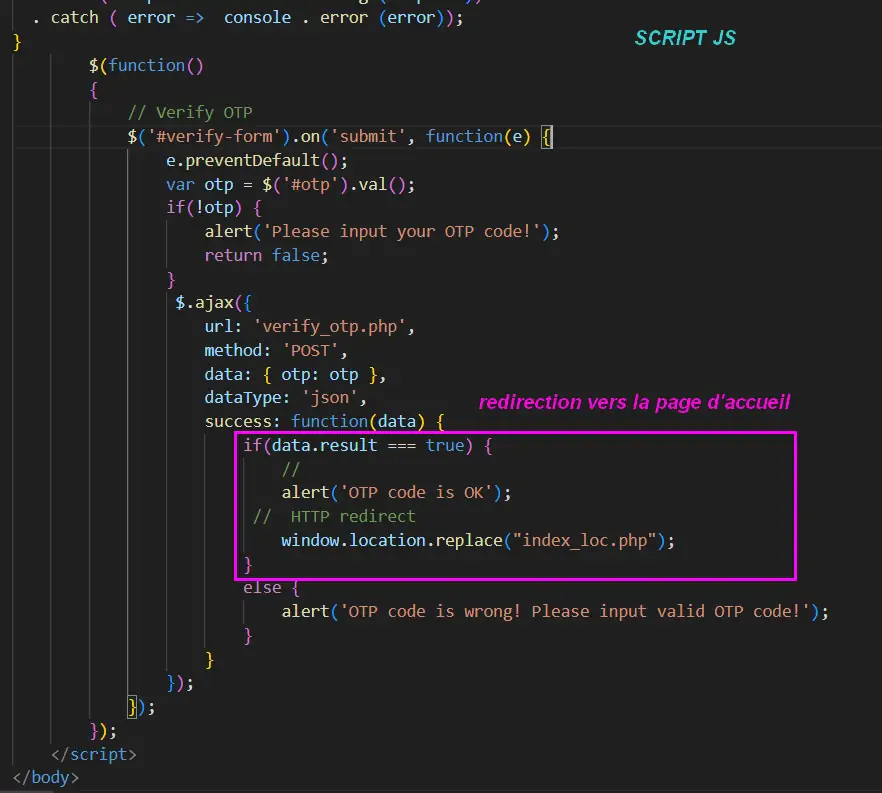 . catch ( error => console . error (error));
SCRIPT JS
}
$(function()
{
// Verify OTP
$('#verify-form').on('submit', function(e) {
e.preventDefault();
var otp = $('#otp').val();
if(!otp) {
alert('Please input your OTP code!');
return false;
}
$.ajax({
url: 'verify_otp.php',
method: 'POST',
data: { otp: otp },
dataType: 'json',
redirection vers la page d'accueil
success: function(data) {
if(data.result === true) {
//
alert('OTP code is OK');
// HTTP redirect
window.location.replace("index_loc.php");
}
else {
alert('OTP code is wrong! Please input valid OTP code!');
}
}
});
});
});
</script>
</body>